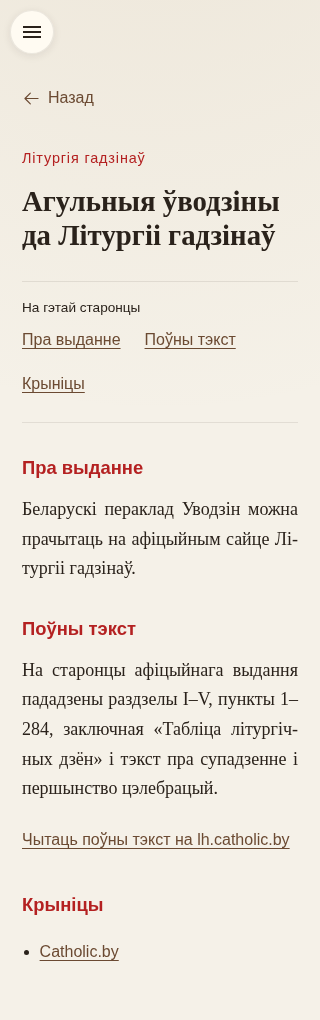 Назад
Літургія гадзінаў
Агульныя ўводзіны
да Літургіі гадзінаў
На гэтай старонцы
Пра выданне Поўны тэкст
Крыніцы
Пра выданне
Беларускі пераклад Уводзін можна
прачытаць на афіцыйным сайце Лі-
тургіі гадзінаў.
Поўны тэкст
На старонцы афіцыйнага выдання
пададзены раздзелы I–V, пункты 1–
284, заключная «Табліца літургіч-
ных дзён» і тэкст пра супадзенне і
першынство цэлебрацый.
Чытаць поўны тэкст на lh.catholic.by
Крыніцы
• Catholic.by